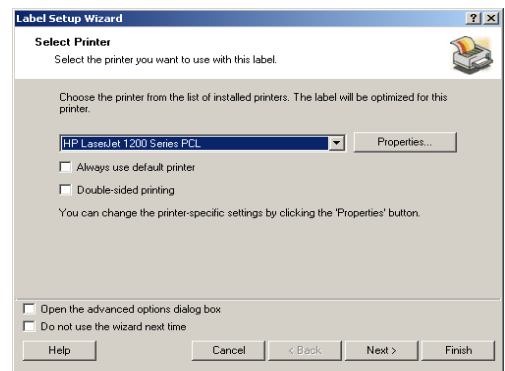 Label Setup Wizard
Select Printer
Select the printer you want to use with this label.
Choose the printer from the list of installed printers. The label will be optimized for this
printer.
HP LaserJet 1200 Series PCL
Properties...
Always use default printer
Double-sided printing
You can change the printer-specific settings by clicking the 'Properties' button.
Open the advanced options dialog box
Do not use the wizard next time
Help Cancel < Back Next > Finish